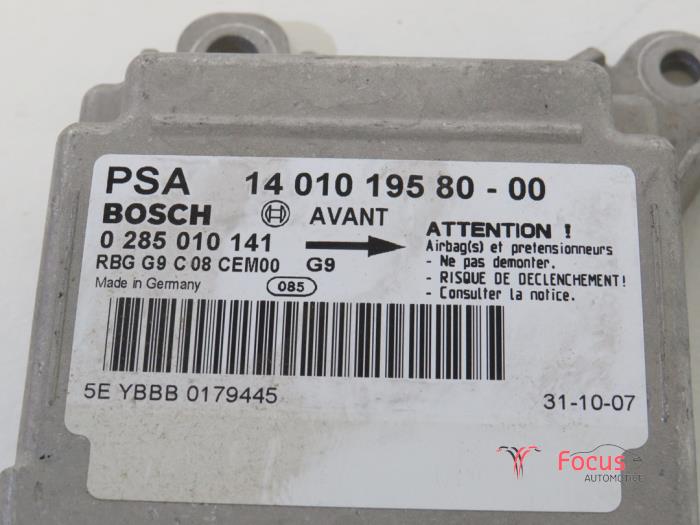 PSA 14 010 195 80 - 00
BOSCH AVANT
0 285 010 141
RBG G9 C 08 CEM00 G9
Made in Germany 085
ATTENTION !
Airbag(s) et pretensionneurs
- Ne pas demonter.
- RISQUE DE DECLENCHEMENT!
- Consulter la notice.
5E YBBB 0179445 31-10-07
Focus
AUTOMOTIVE